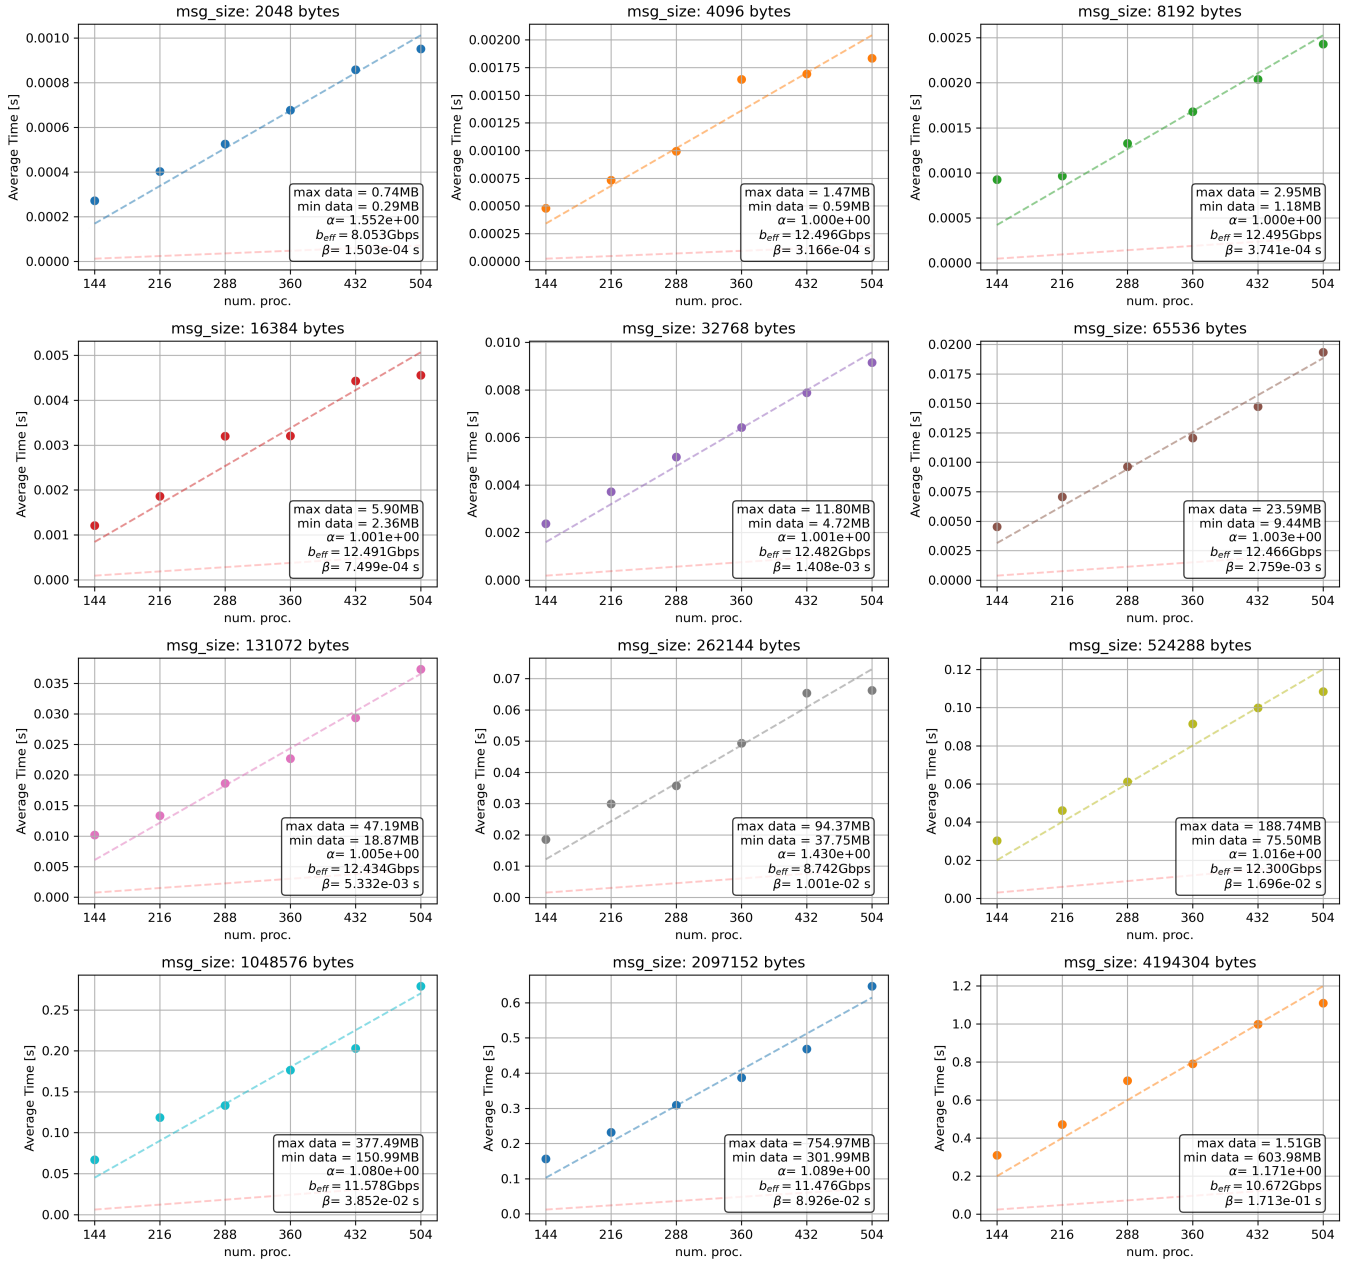 msg_size: 2048 bytes
Average Time [s]
0.0010
0.0008
0.0006
0.0004
0.0002
0.0000
max data = 0.74MB
min data = 0.29MB
α= 1.552e+00
b_eff = 8.053Gbps
β= 1.503e-04 s
144 216 288 360 432 504
num. proc.
msg_size: 4096 bytes
Average Time [s]
0.00200
0.00175
0.00150
0.00125
0.00100
0.00075
0.00050
0.00025
0.00000
max data = 1.47MB
min data = 0.59MB
α= 1.000e+00
b_eff = 12.496Gbps
β= 3.166e-04 s
144 216 288 360 432 504
num. proc.
msg_size: 8192 bytes
Average Time [s]
0.0025
0.0020
0.0015
0.0010
0.0005
0.0000
max data = 2.95MB
min data = 1.18MB
α= 1.000e+00
b_eff = 12.495Gbps
β= 3.741e-04 s
144 216 288 360 432 504
num. proc.
msg_size: 16384 bytes
Average Time [s]
0.005
0.004
0.003
0.002
0.001
0.000
max data = 5.90MB
min data = 2.36MB
α= 1.001e+00
b_eff = 12.491Gbps
β= 7.499e-04 s
144 216 288 360 432 504
num. proc.
msg_size: 32768 bytes
Average Time [s]
0.010
0.008
0.006
0.004
0.002
0.000
max data = 11.80MB
min data = 4.72MB
α= 1.001e+00
b_eff = 12.482Gbps
β= 1.408e-03 s
144 216 288 360 432 504
num. proc.
msg_size: 65536 bytes
Average Time [s]
0.0200
0.0175
0.0150
0.0125
0.0100
0.0075
0.0050
0.0025
0.0000
max data = 23.59MB
min data = 9.44MB
α= 1.003e+00
b_eff = 12.466Gbps
β= 2.759e-03 s
144 216 288 360 432 504
num. proc.
msg_size: 131072 bytes
Average Time [s]
0.035
0.030
0.025
0.020
0.015
0.010
0.005
0.000
max data = 47.19MB
min data = 18.87MB
α= 1.005e+00
b_eff = 12.434Gbps
β= 5.332e-03 s
144 216 288 360 432 504
num. proc.
msg_size: 262144 bytes
Average Time [s]
0.07
0.06
0.05
0.04
0.03
0.02
0.01
0.00
max data = 94.37MB
min data = 37.75MB
α= 1.430e+00
b_eff = 8.742Gbps
β= 1.001e-02 s
144 216 288 360 432 504
num. proc.
msg_size: 524288 bytes
Average Time [s]
0.12
0.10
0.08
0.06
0.04
0.02
0.00
max data = 188.74MB
min data = 75.50MB
α= 1.016e+00
b_eff = 12.300Gbps
β= 1.696e-02 s
144 216 288 360 432 504
num. proc.
msg_size: 1048576 bytes
Average Time [s]
0.25
0.20
0.15
0.10
0.05
0.00
max data = 377.49MB
min data = 150.99MB
α= 1.080e+00
b_eff = 11.578Gbps
β= 3.852e-02 s
144 216 288 360 432 504
num. proc.
msg_size: 2097152 bytes
Average Time [s]
0.6
0.5
0.4
0.3
0.2
0.1
0.0
max data = 754.97MB
min data = 301.99MB
α= 1.089e+00
b_eff = 11.476Gbps
β= 8.926e-02 s
144 216 288 360 432 504
num. proc.
msg_size: 4194304 bytes
Average Time [s]
1.2
1.0
0.8
0.6
0.4
0.2
0.0
max data = 1.51GB
min data = 603.98MB
α= 1.171e+00
b_eff = 10.672Gbps
β= 1.713e-01 s
144 216 288 360 432 504
num. proc.